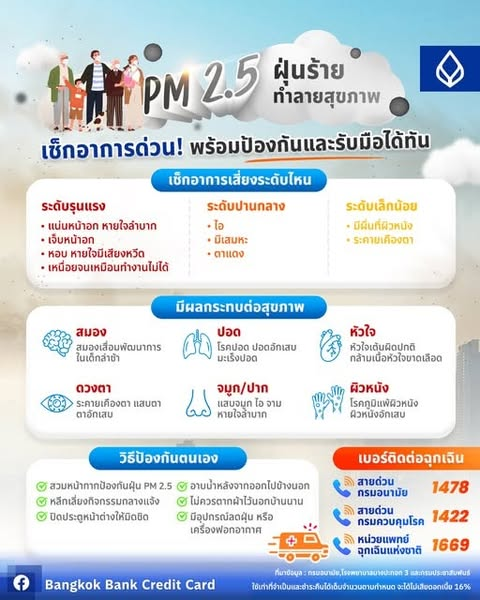 PM 2.5 ฝุ่นร้าย
ทำลายสุขภาพ
เช็กอาการด่วน! พร้อมป้องกันและรับมือได้ทัน
เช็กอาการเสี่ยงระดับไหน
ระดับรุนแรง
• แน่นหน้าอก หายใจลำบาก
• เจ็บหน้าอก
• หอบ หายใจมีเสียงหวีด
• เหนื่อยจนเหมือนทำงานไม่ได้
ระดับปานกลาง
• ไอ
• มีเสมหะ
• ตาแดง
ระดับเล็กน้อย
• มีผื่นที่ผิวหนัง
• ระคายเคืองตา
มีผลกระทบต่อสุขภาพ
สมอง
สมองเสื่อมพัฒนาการ
ในเด็กล่าช้า
ปอด
โรคปอด ปอดอักเสบ
มะเร็งปอด
หัวใจ
หัวใจเต้นผิดปกติ
กล้ามเนื้อหัวใจขาดเลือด
ดวงตา
ระคายเคืองตา แสบตา
ตาอักเสบ
จมูก/ปาก
แสบจมูก ไอ จาม
หายใจลำบาก
ผิวหนัง
โรคภูมิแพ้ผิวหนัง
ผิวหนังอักเสบ
วิธีป้องกันตนเอง
สวมหน้ากากป้องกันฝุ่น PM 2.5
หลีกเลี่ยงกิจกรรมกลางแจ้ง
ปิดประตูหน้าต่างให้มิดชิด
อาบน้ำหลังจากออกไปข้างนอก
ไม่ควรตากผ้าไว้นอกบ้านนาน
มีอุปกรณ์ลดฝุ่น หรือ
เครื่องฟอกอากาศ
เบอร์ติดต่อฉุกเฉิน
สายด่วน
กรมอนามัย 1478
สายด่วน
กรมควบคุมโรค 1422
หน่วยแพทย์
ฉุกเฉินแห่งชาติ 1669
Bangkok Bank Credit Card
ที่มาข้อมูล : กรมอนามัย,โรงพยาบาลบางปะกอก 3 และกรมประชาสัมพันธ์
ใช้เท่าที่จำเป็นและชำระคืนได้เต็มจำนวนตามกำหนด จะได้ไม่เสียดอกเบี้ย 16%